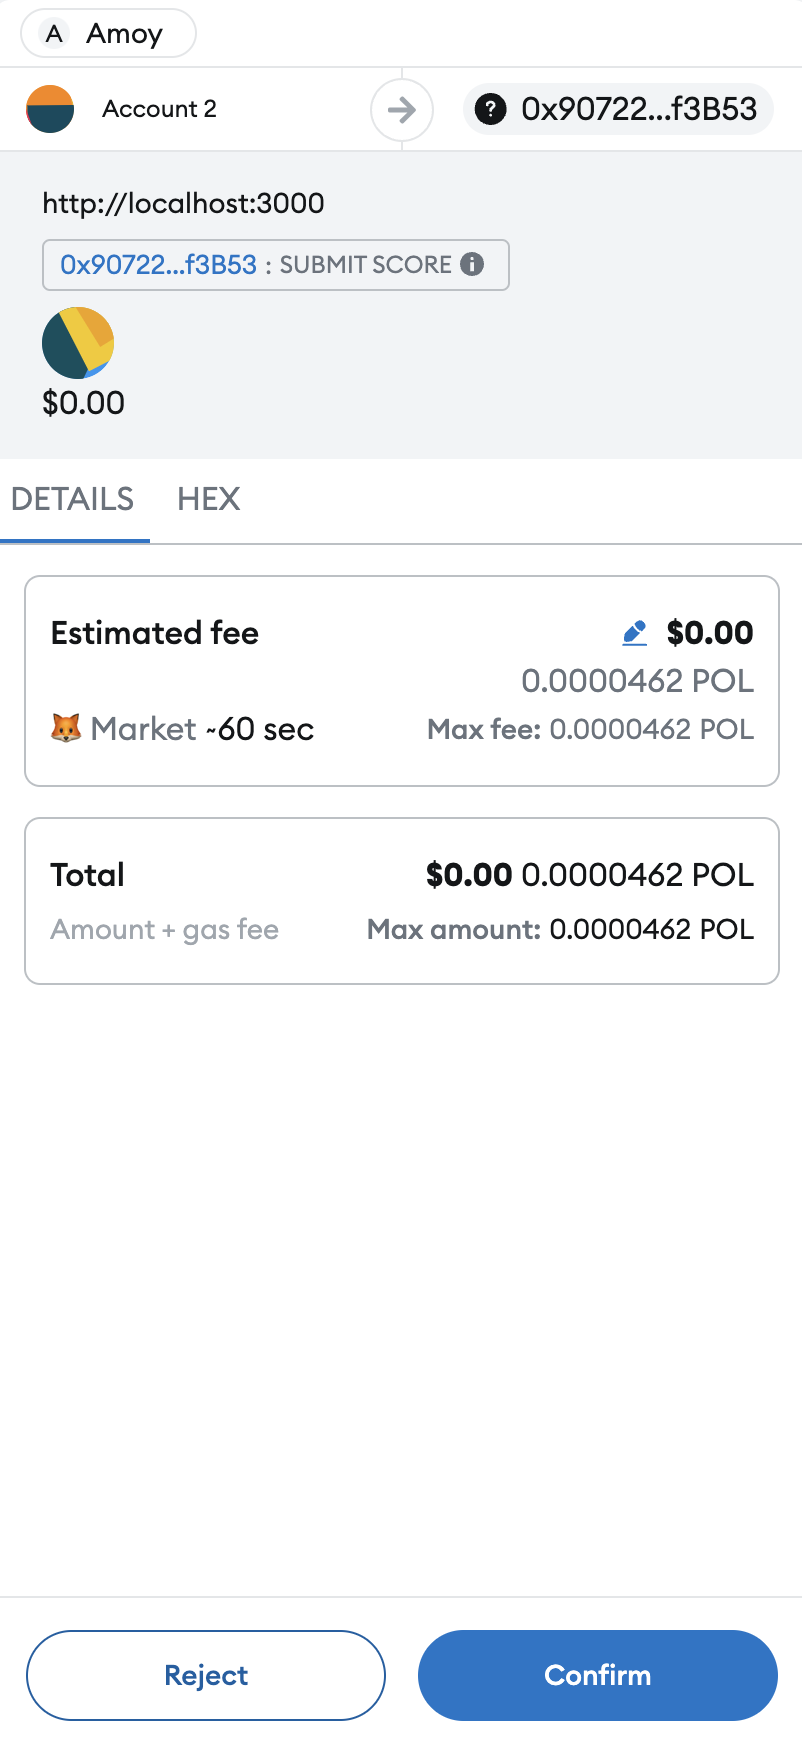 A Amoy
Account 2
? 0x90722...f3B53
http://localhost:3000
0x90722...f3B53 : SUBMIT SCORE i
$0.00
DETAILS HEX
Estimated fee $0.00
0.0000462 POL
Market ~60 sec Max fee: 0.0000462 POL
Total $0.00 0.0000462 POL
Amount + gas fee Max amount: 0.0000462 POL
Reject Confirm